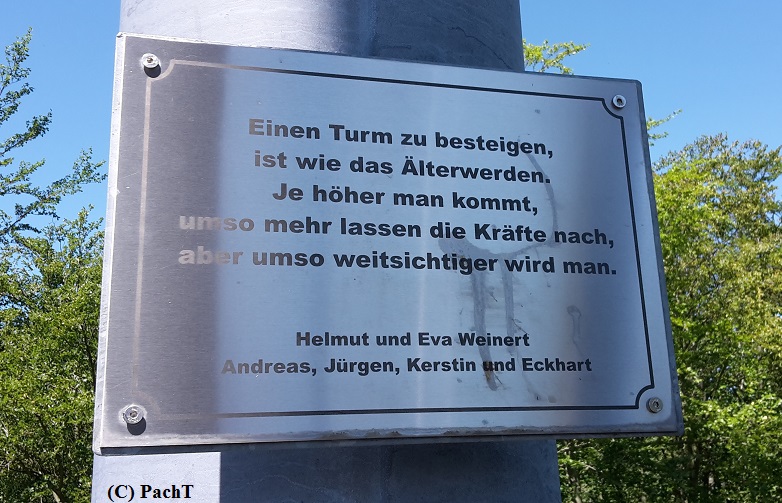 Einen Turm zu besteigen,
ist wie das Älterwerden.
Je höher man kommt,
umso mehr lassen die Kräfte nach,
aber umso weitsichtiger wird man.
Helmut und Eva Weinert
Andreas, Jürgen, Kerstin und Eckhart
(C) PachT